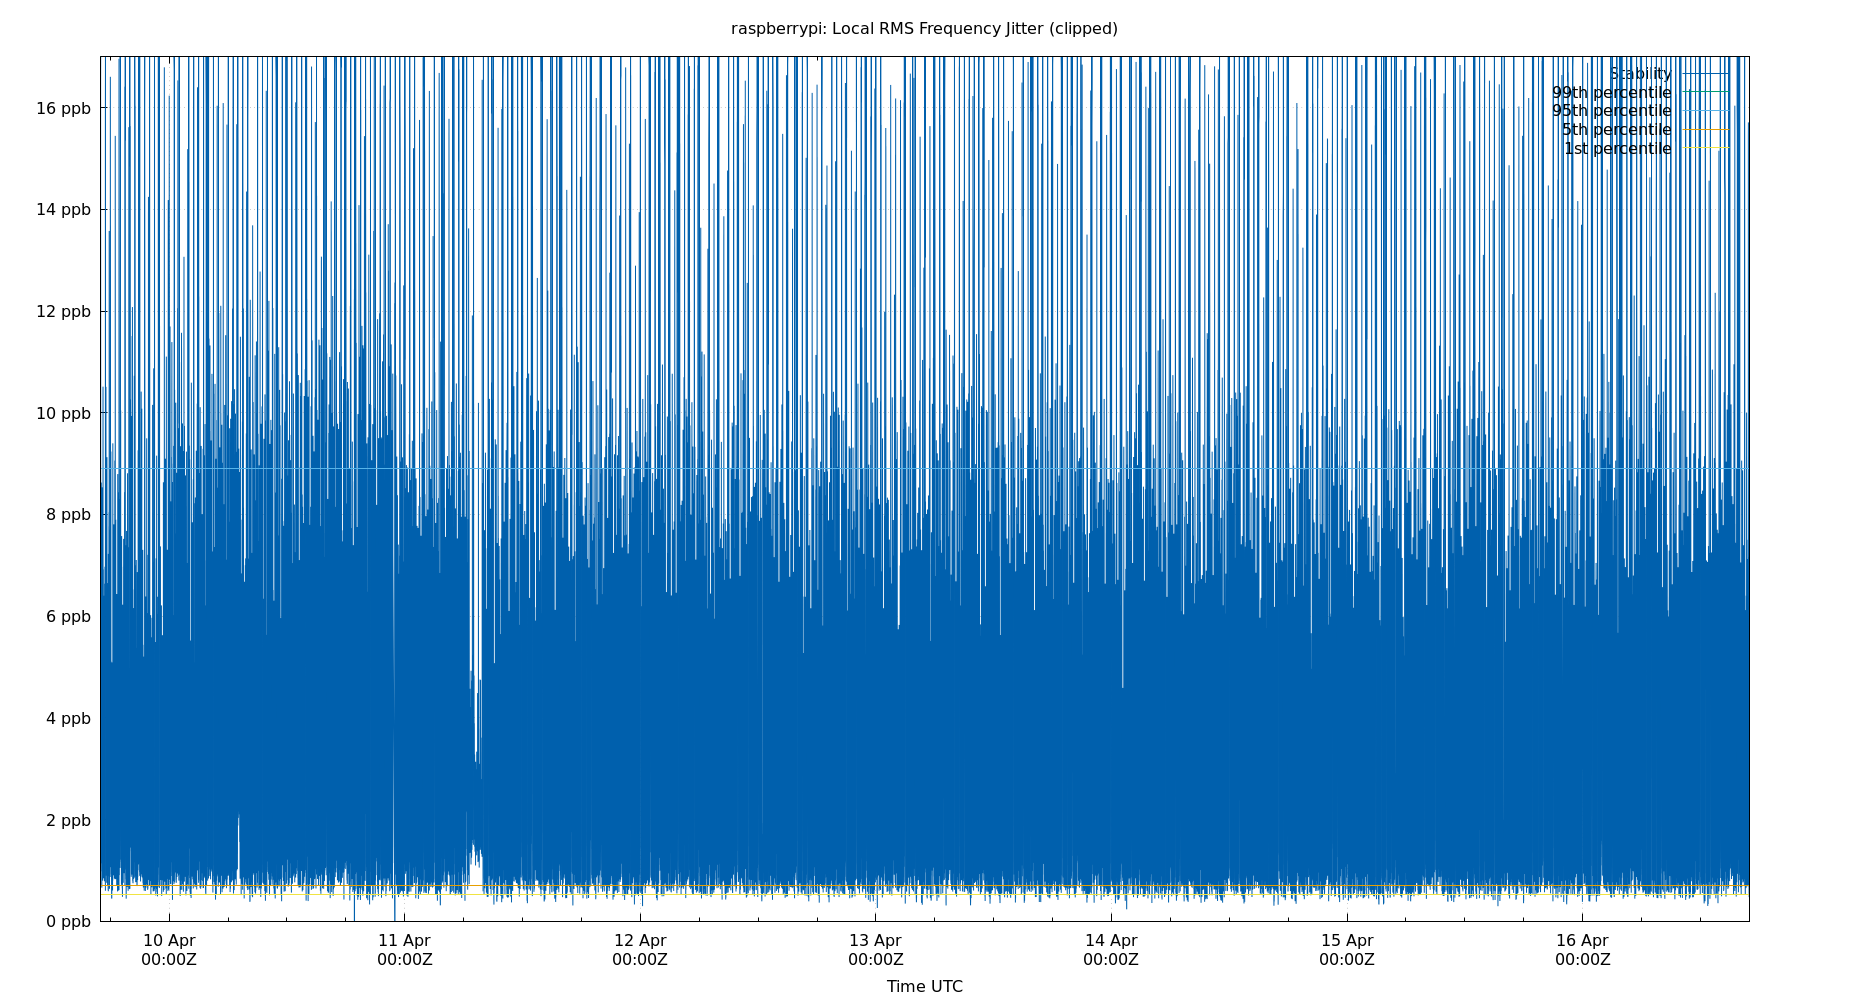 raspberrypi: Local RMS Frequency Jitter (clipped)
Stability
99th percentile
95th percentile
5th percentile
1st percentile
16 ppb
14 ppb
12 ppb
10 ppb
8 ppb
6 ppb
4 ppb
2 ppb
0 ppb
10 Apr 11 Apr 12 Apr 13 Apr 14 Apr 15 Apr 16 Apr
00:00Z 00:00Z 00:00Z 00:00Z 00:00Z 00:00Z 00:00Z
Time UTC